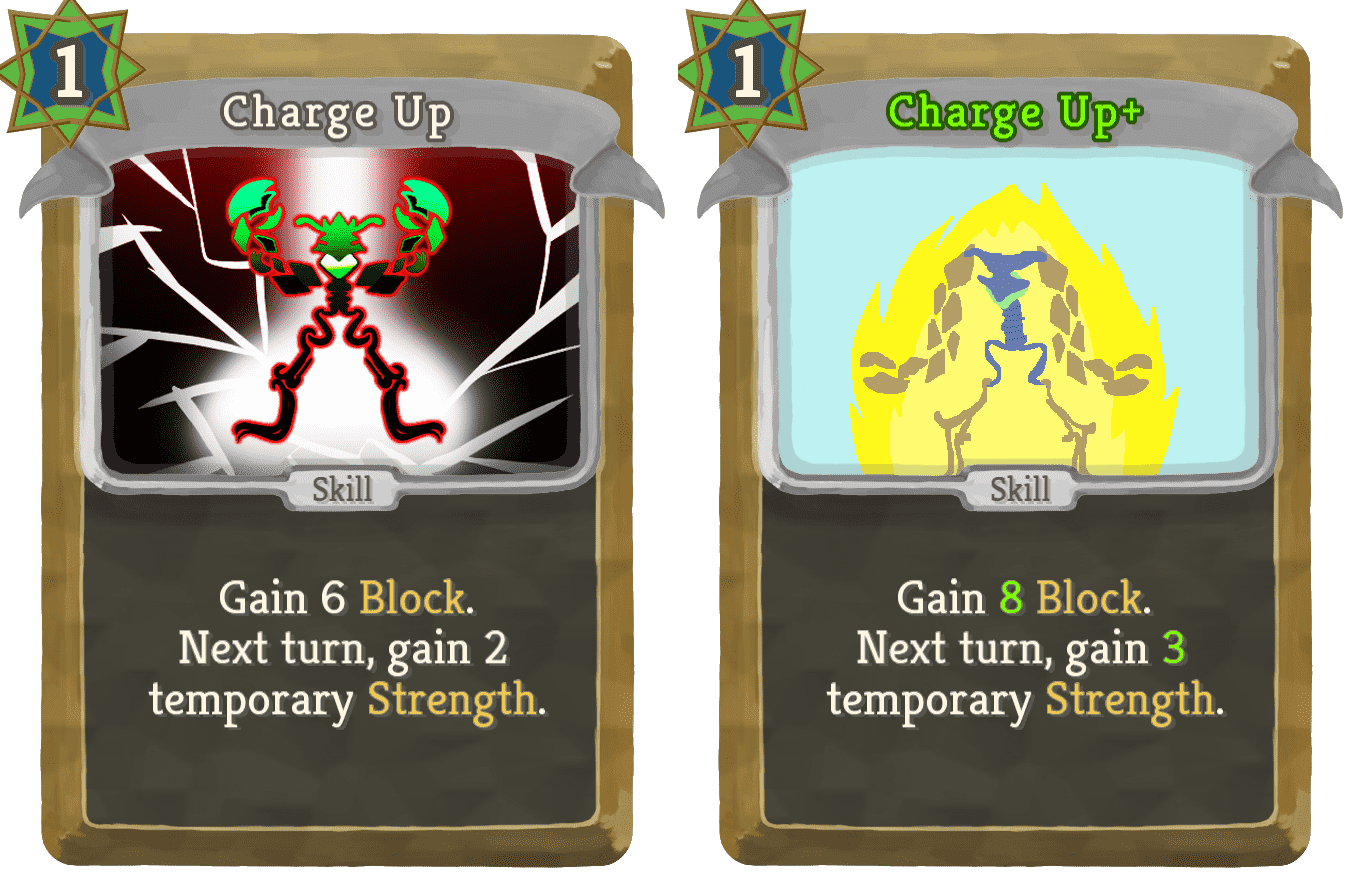 1
Charge Up
Skill
Gain 6 Block.
Next turn, gain 2
temporary Strength.
1
Charge Up+
Skill
Gain 8 Block.
Next turn, gain 3
temporary Strength.